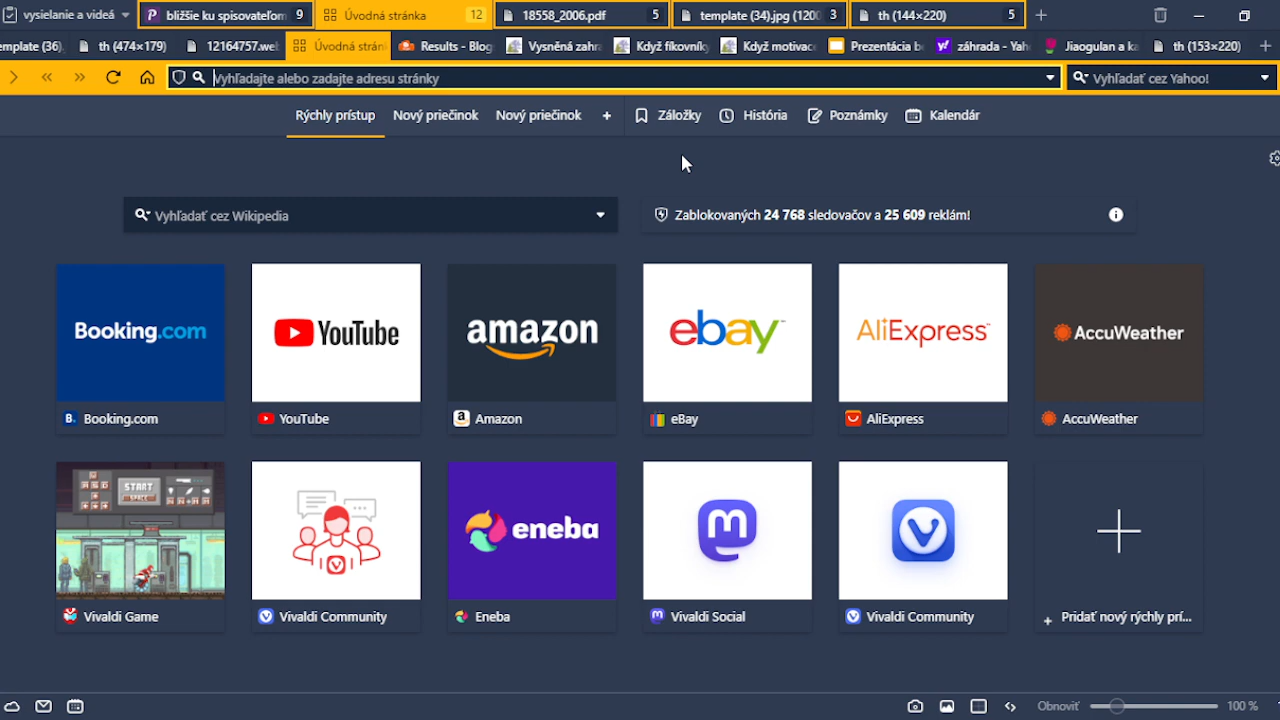 vysielanie a videá
bližšie ku spisovateľom 9
Úvodná stránka 12
18558_2006.pdf 5
template (34).jpg (1200 3
th (144×220) 5
emplate (36).
th (474×179)
12164757.we
Úvodná strán
Results - Blog
Vysněná zahr
Když fíkovník
Když motivac
Prezentácia b
záhrada - Yah
Jiaogulan a ka
th (153×220)
Vyhľadajte alebo zadajte adresu stránky
Vyhľadať cez Yahoo!
Rýchly prístup
Nový priečinok
Nový priečinok
Záložky
História
Poznámky
Kalendár
Vyhľadať cez Wikipedia
Zablokovaných 24 768 sledovačov a 25 609 reklám!
Booking.com
YouTube
amazon
ebay
AliExpress
AccuWeather
B. Booking.com
YouTube
Amazon
eBay
AliExpress
AccuWeather
START
SPACE
eneba
Vivaldi Game
Vivaldi Community
Eneba
Vivaldi Social
Vivaldi Community
Pridať nový rýchly prí...
Obnoviť
100 %